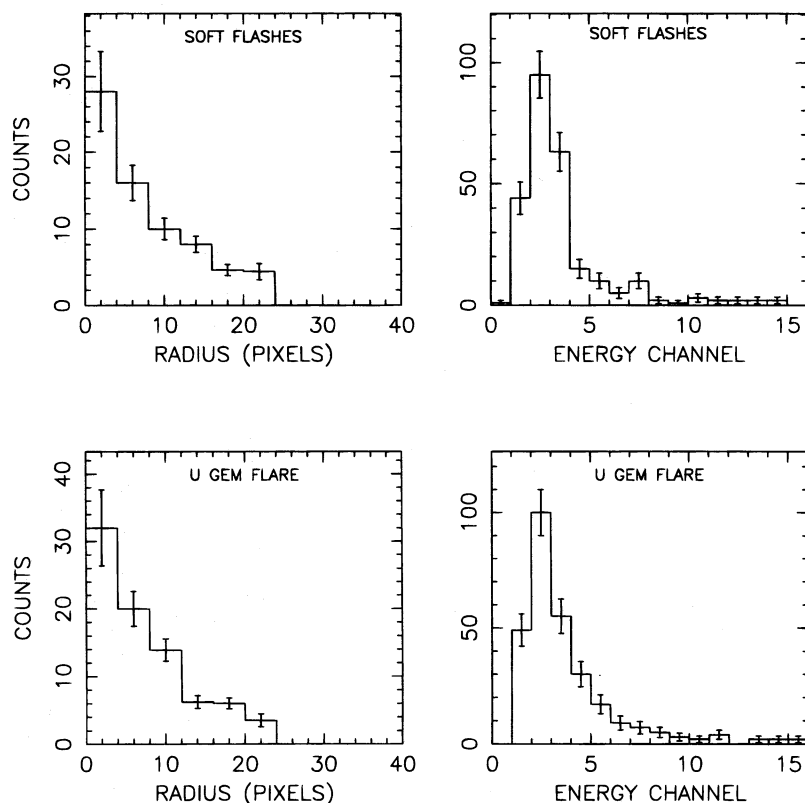 SOFT FLASHES
COUNTS
30
20
10
0
0 10 20 30 40
RADIUS (PIXELS)
SOFT FLASHES
100
50
0
0 5 10 15
ENERGY CHANNEL
U GEM FLARE
COUNTS
40
30
20
10
0
0 10 20 30 40
RADIUS (PIXELS)
U GEM FLARE
100
50
0
0 5 10 15
ENERGY CHANNEL